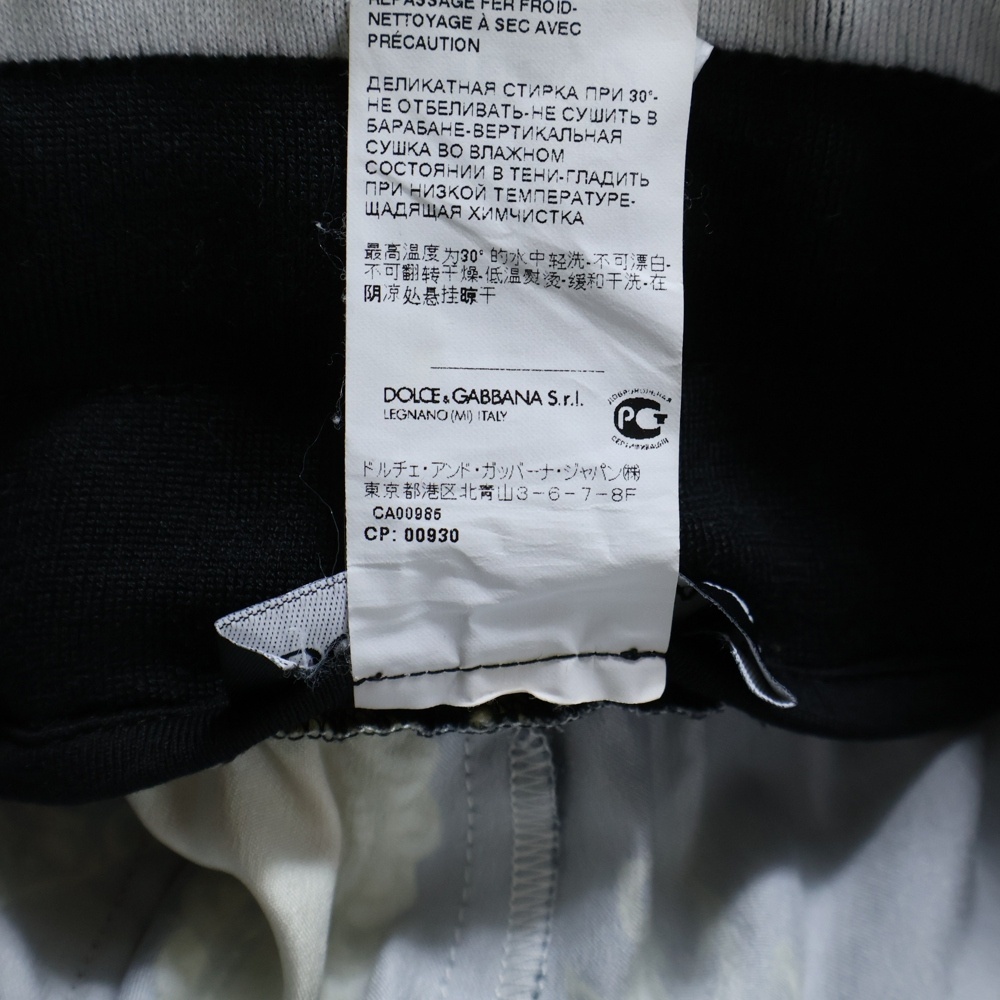 REPASSAGE FER FROID-
NETTOYAGE À SEC AVEC
PRÉCAUTION
ДЕЛИКАТНАЯ СТИРКА ПРИ 30°-
НЕ ОТБЕЛИВАТЬ-НЕ СУШИТЬ В
БАРАБАНЕ-ВЕРТИКАЛЬНАЯ
СУШКА ВО ВЛАЖНОМ
СОСТОЯНИИ В ТЕНИ-ГЛАДИТЬ
ПРИ НИЗКОЙ ТЕМПЕРАТУРЕ-
ЩАДЯЩАЯ ХИМЧИСТКА
最高温度为30°的水中轻洗-不可漂白-
不可翻转干燥-低温熨烫-缓和干洗-在
阴凉处悬挂晾干
DOLCE & GABBANA S.r.l.
LEGNANO (MI) ITALY
ДОБРОВОЛЬНАЯ
РСТ
СЕРТИФИКАЦИЯ
ドルチェ・アンド・ガッバーナ・ジャパン㈱
東京都港区北青山3-6-7-8F
CA00985
CP: 00930